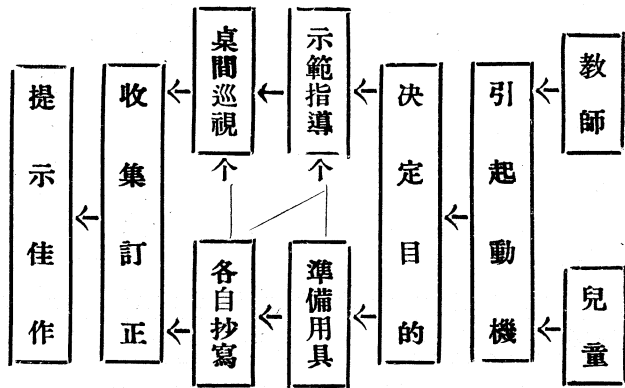 教師
兒童
引起動機
决定目的
示範指導
準備用具
桌間巡視
各自抄寫
收集訂正
提示佳作